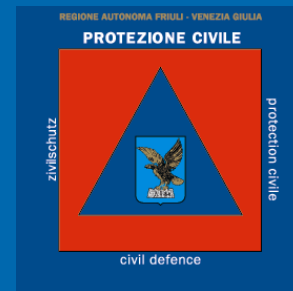 REGIONE AUTONOMA FRIULI - VENEZIA GIULIA
PROTEZIONE CIVILE
zivilschutz
protection civile
civil defence